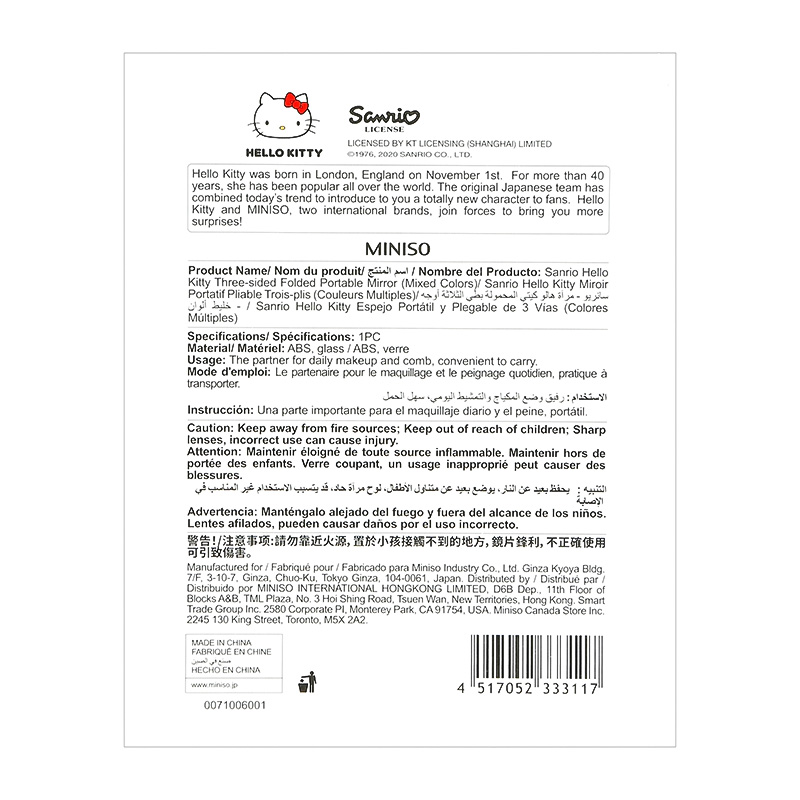 HELLO KITTY
Sanrio
LICENSE
LICENSED BY KT LICENSING (SHANGHAI) LIMITED
©1976, 2020 SANRIO CO., LTD.
Hello Kitty was born in London, England on November 1st. For more than 40
years, she has been popular all over the world. The original Japanese team has
combined today's trend to introduce to you a totally new character to fans. Hello
Kitty and MINISO, two international brands, join forces to bring you more
surprises!
MINISO
Product Name/ Nom du produit/ اسم المنتج / Nombre del Producto: Sanrio Hello
Kitty Three-sided Folded Portable Mirror (Mixed Colors)/ Sanrio Hello Kitty Miroir
Portatif Pliable Trois-plis (Couleurs Multiples)/ سانريو - مرآة هالو كيتي المحمولة بطي الثلاثة أوجه
- خليط ألوان / Sanrio Hello Kitty Espejo Portátil y Plegable de 3 Vías (Colores
Múltiples)
Specifications/ Spécifications: 1PC
Material/ Matériel: ABS, glass / ABS, verre
Usage: The partner for daily makeup and comb, convenient to carry.
Mode d'emploi: Le partenaire pour le maquillage et le peignage quotidien, pratique à
transporter.
الاستخدام: رفيق وضع المكياج والتمشيط اليومي، سهل الحمل
Instrucción: Una parte importante para el maquillaje diario y el peine, portátil.
Caution: Keep away from fire sources; Keep out of reach of children; Sharp
lenses, incorrect use can cause injury.
Attention: Maintenir éloigné de toute source inflammable. Maintenir hors de
portée des enfants. Verre coupant, un usage inapproprié peut causer des
blessures.
التنبيه: يحفظ بعيد عن النار، يوضع بعيد عن متناول الأطفال، لوح مرآة حاد، قد يتسبب الاستخدام غير المناسب في
الإصابة
Advertencia: Manténgalo alejado del fuego y fuera del alcance de los niños.
Lentes afilados, pueden causar daños por el uso incorrecto.
警告!/注意事项:請勿靠近火源, 置於小孩接觸不到的地方, 鏡片鋒利, 不正確使用
可引致傷害。
Manufactured for / Fabriqué pour / Fabricado para Miniso Industry Co., Ltd. Ginza Kyoya Bldg.
7/F, 3-10-7, Ginza, Chuo-Ku, Tokyo Ginza, 104-0061, Japan. Distributed by / Distribué par /
Distribuido por MINISO INTERNATIONAL HONGKONG LIMITED, D6B Dep., 11th Floor of
Blocks A&B, TML Plaza, No. 3 Hoi Shing Road, Tsuen Wan, New Territories, Hong Kong. Smart
Trade Group Inc. 2580 Corporate Pl, Monterey Park, CA 91754, USA. Miniso Canada Store Inc.
2245 130 King Street, Toronto, M5X 2A2.
MADE IN CHINA
FABRIQUÉ EN CHINE
صنع في الصين
HECHO EN CHINA
www.miniso.jp
0071006001
4 517052 333117